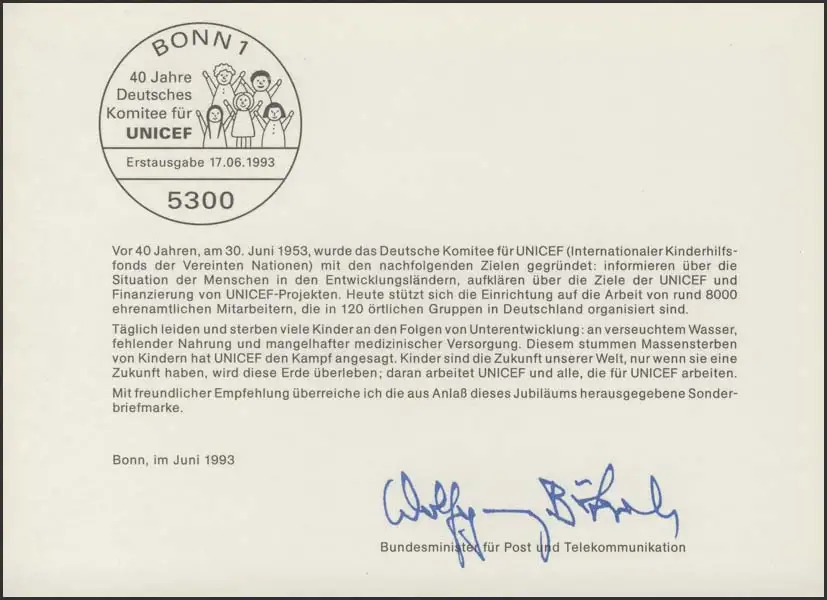 BONN 1
40 Jahre
Deutsches
Komitee für
UNICEF
Erstausgabe 17.06.1993
5300
Vor 40 Jahren, am 30. Juni 1953, wurde das Deutsche Komitee für UNICEF (Internationaler Kinderhilfs-
fonds der Vereinten Nationen) mit den nachfolgenden Zielen gegründet: informieren über die
Situation der Menschen in den Entwicklungsländern, aufklären über die Ziele der UNICEF und
Finanzierung von UNICEF-Projekten. Heute stützt sich die Einrichtung auf die Arbeit von rund 8000
ehrenamtlichen Mitarbeitern, die in 120 örtlichen Gruppen in Deutschland organisiert sind.
Täglich leiden und sterben viele Kinder an den Folgen von Unterentwicklung: an verseuchtem Wasser,
fehlender Nahrung und mangelhafter medizinischer Versorgung. Diesem stummen Massensterben
von Kindern hat UNICEF den Kampf angesagt. Kinder sind die Zukunft unserer Welt, nur wenn sie eine
Zukunft haben, wird diese Erde überleben; daran arbeitet UNICEF und alle, die für UNICEF arbeiten.
Mit freundlicher Empfehlung überreiche ich die aus Anlaß dieses Jubiläums herausgegebene Sonder-
briefmarke.
Bonn, im Juni 1993
Wolfgang Bötsch
Bundesminister für Post und Telekommunikation